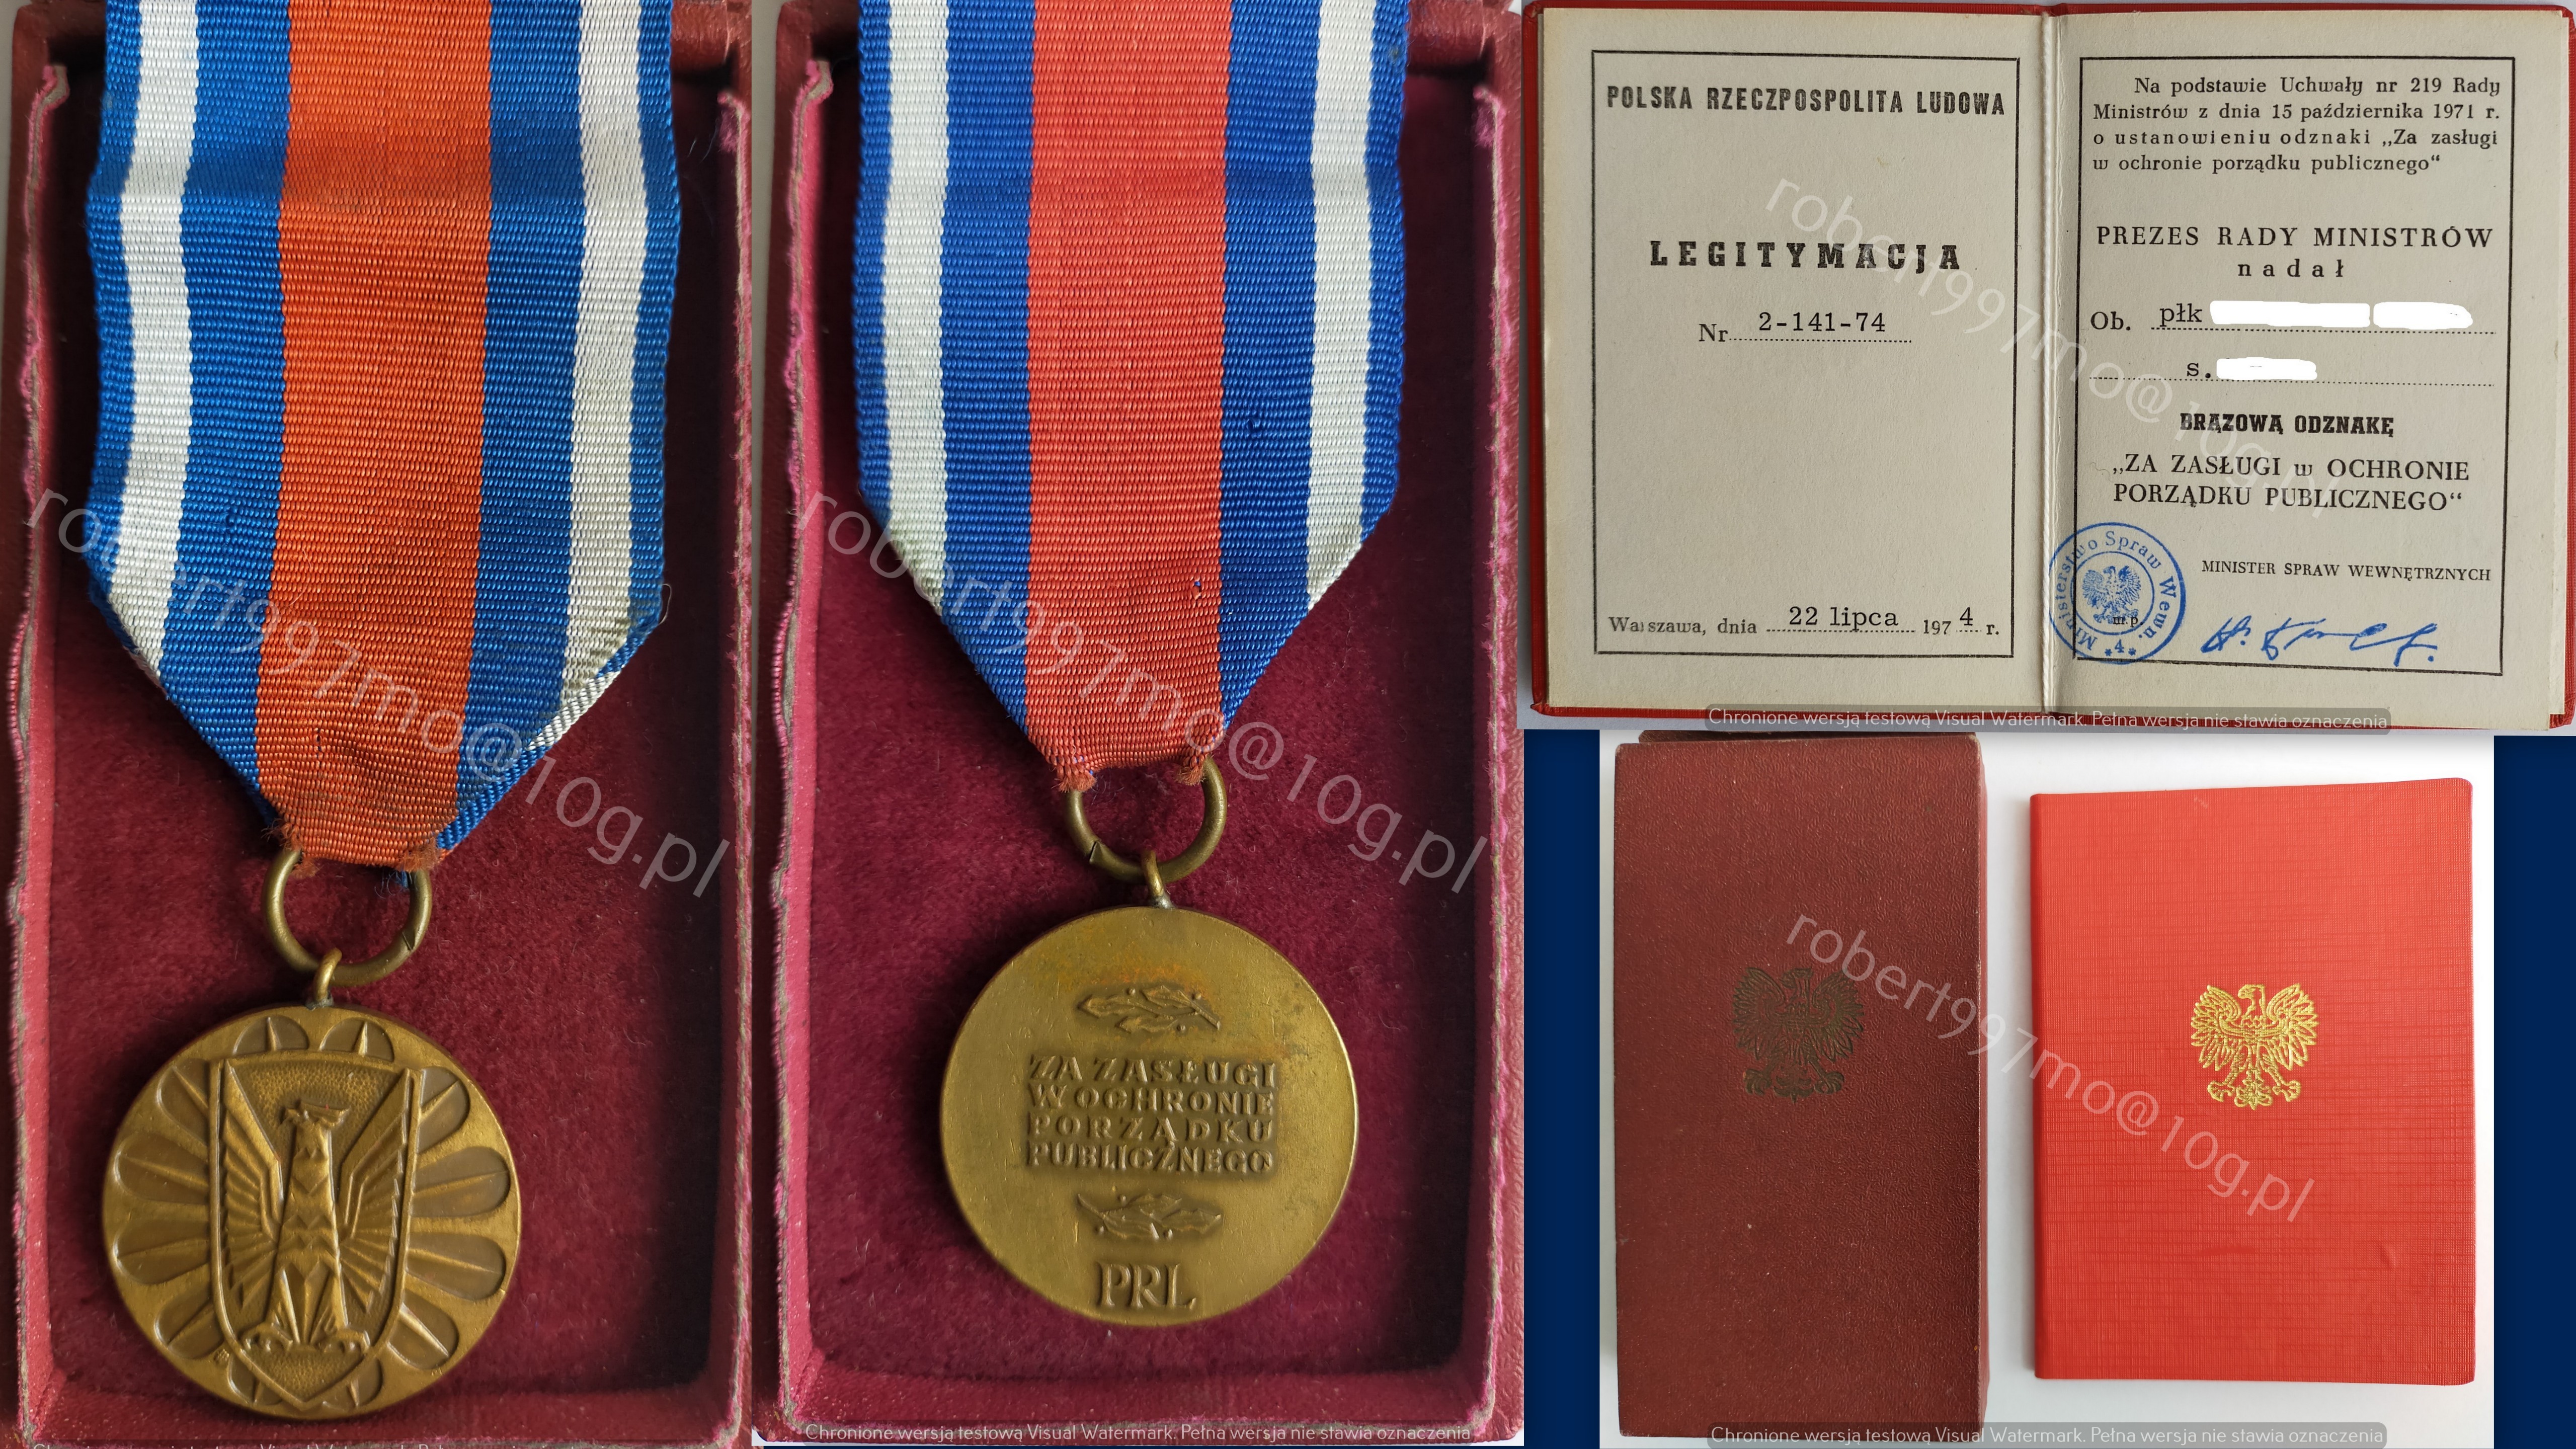 POLSKA RZECZPOSPOLITA LUDOWA
LEGITYMACJA
Nr 2-141-74
Warszawa, dnia 22 lipca 1974 r.
Na podstawie Uchwały nr 219 Rady
Ministrów z dnia 15 października 1971 r.
o ustanowieniu odznaki „Za zasługi
w ochronie porządku publicznego“
PREZES RADY MINISTRÓW
nadał
Ob. płk
s.
BRĄZOWĄ ODZNAKĘ
„ZA ZASŁUGI w OCHRONIE
PORZĄDKU PUBLICZNEGO“
MINISTER SPRAW WEWNĘTRZNYCH
m.p.
Ministerstwo Spraw Wewn.
* 4 *
ZA ZASŁUGI
W OCHRONIE
PORZĄDKU
PUBLICZNEGO
PRL
robert997mo@10g.pl
robert997mo@10g.pl
robert997mo@10g.pl
robert997mo@10g.pl
Chronione wersją testową Visual Watermark. Pełna wersja nie stawia oznaczenia
Chronione wersją testową Visual Watermark. Pełna wersja nie stawia oznaczenia
Chronione wersją testową Visual Watermark. Pełna wersja nie stawia oznaczenia